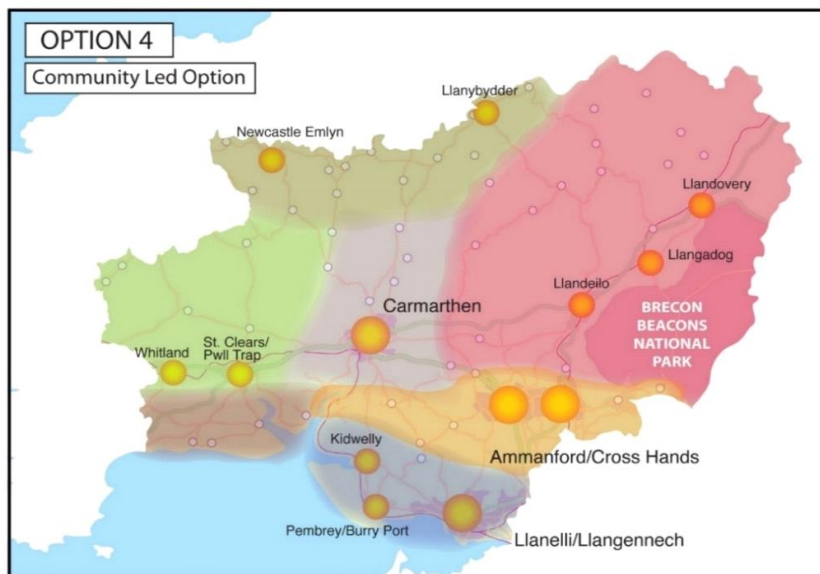 OPTION 4
Community Led Option
Llanybydder
Newcastle Emlyn
Llandovery
Llangadog
Llandeilo
Carmarthen
BRECON
BEACONS
NATIONAL
PARK
St. Clears/
Pwll Trap
Whitland
Kidwelly
Ammanford/Cross Hands
Pembrey/Burry Port
Llanelli/Llangennech